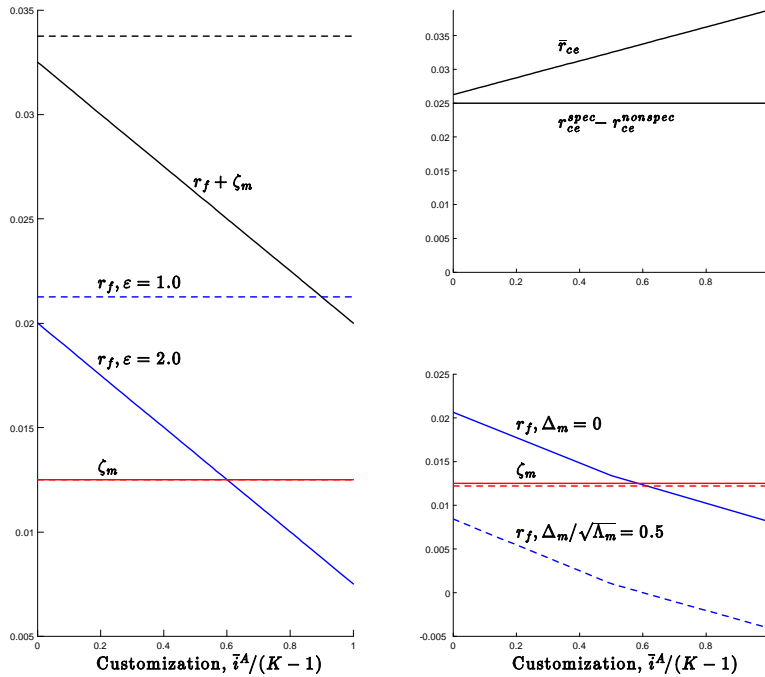 0.035
0.03
0.025
0.02
0.015
0.01
0.005
0 0.2 0.4 0.6 0.8 1
r_f + ζ_m
r_f, ε = 1.0
r_f, ε = 2.0
ζ_m
Customization, i̅^A/(K − 1)
0.035
0.03
0.025
0.02
0.015
0.01
0.005
0
0 0.2 0.4 0.6 0.8
r̅_ce
r_ce^spec − r_ce^nonspec
0.025
0.02
0.015
0.01
0.005
0
-0.005
0 0.2 0.4 0.6 0.8
r_f, Δ_m = 0
ζ_m
r_f, Δ_m/√Λ_m = 0.5
Customization, i̅^A/(K − 1)